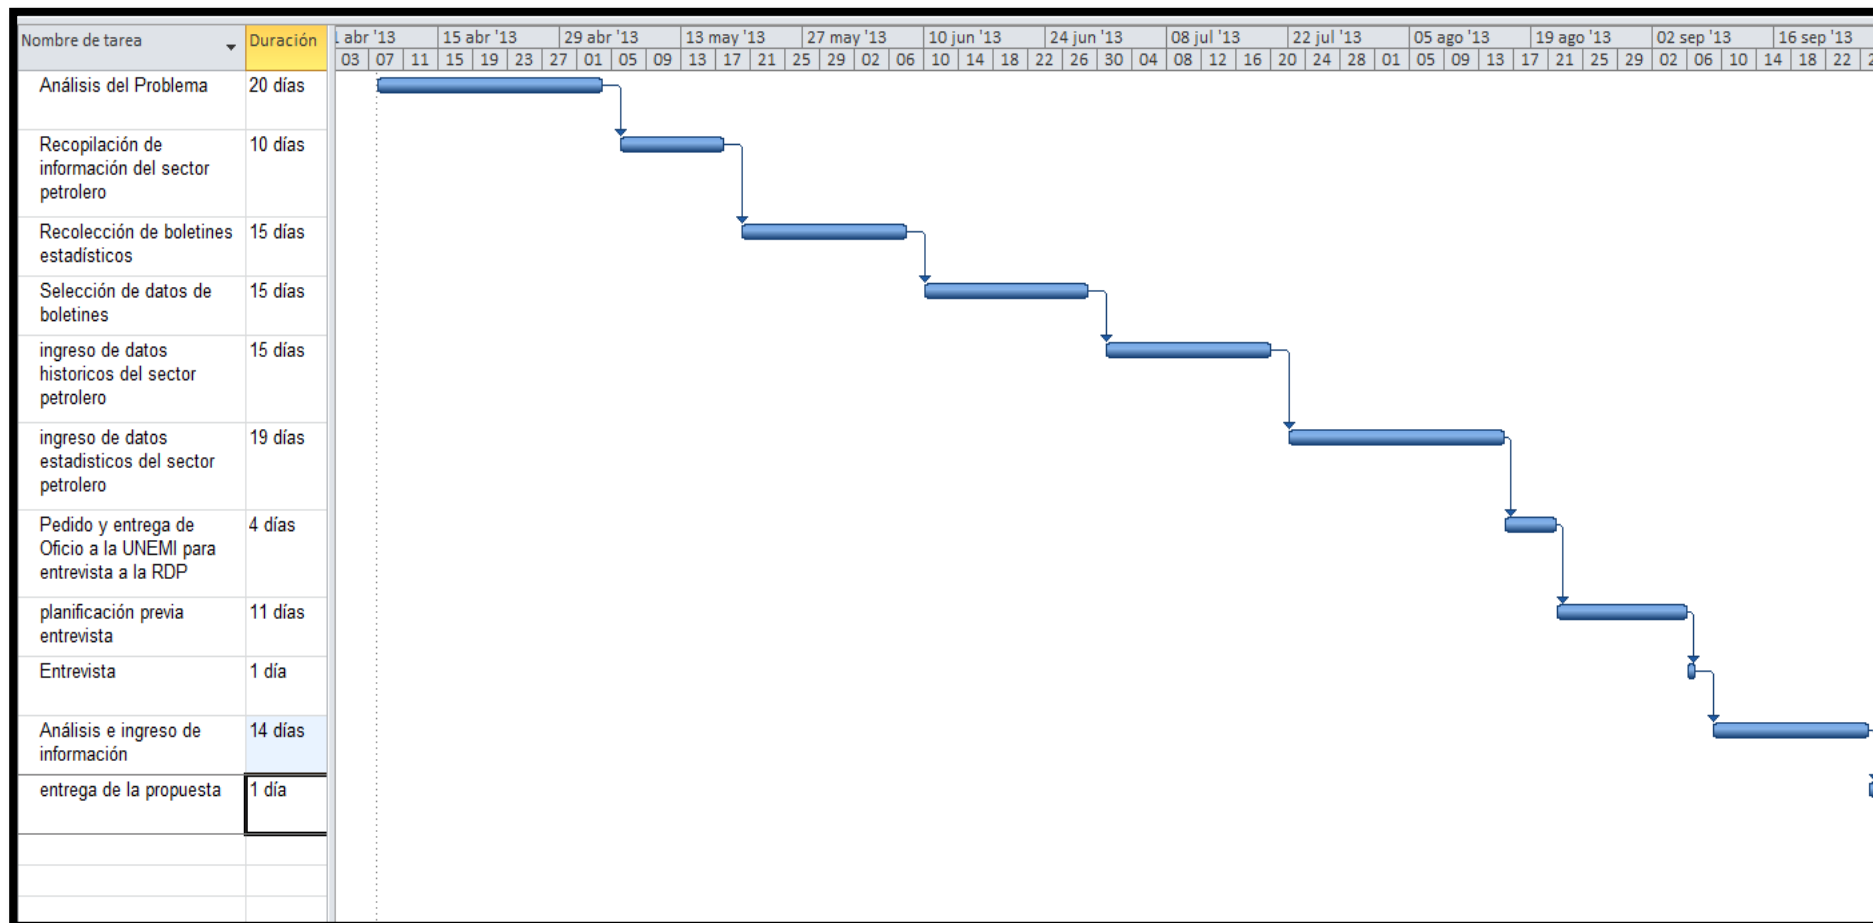 Nombre de tarea Duración
abr '13 15 abr '13 29 abr '13 13 may '13 27 may '13 10 jun '13 24 jun '13 08 jul '13 22 jul '13 05 ago '13 19 ago '13 02 sep '13 16 sep '13
03 07 11 15 19 23 27 01 05 09 13 17 21 25 29 02 06 10 14 18 22 26 30 04 08 12 16 20 24 28 01 05 09 13 17 21 25 29 02 06 10 14 18 22
Análisis del Problema 20 días
Recopilación de 10 días
información del sector
petrolero
Recolección de boletines 15 días
estadísticos
Selección de datos de 15 días
boletines
ingreso de datos 15 días
historicos del sector
petrolero
ingreso de datos 19 días
estadisticos del sector
petrolero
Pedido y entrega de 4 días
Oficio a la UNEMI para
entrevista a la RDP
planificación previa 11 días
entrevista
Entrevista 1 día
Análisis e ingreso de 14 días
información
entrega de la propuesta 1 día